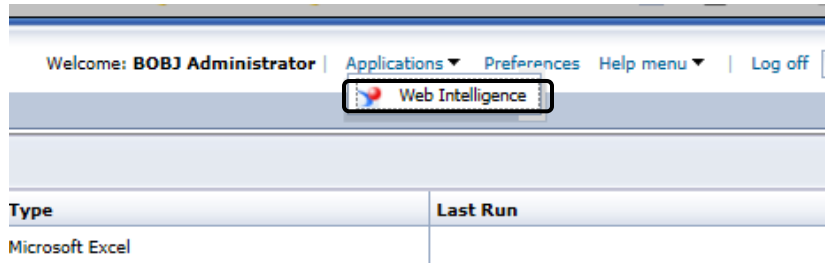 Welcome: BOBJ Administrator | Applications Preferences Help menu | Log off
Web Intelligence
Type Last Run
Microsoft Excel